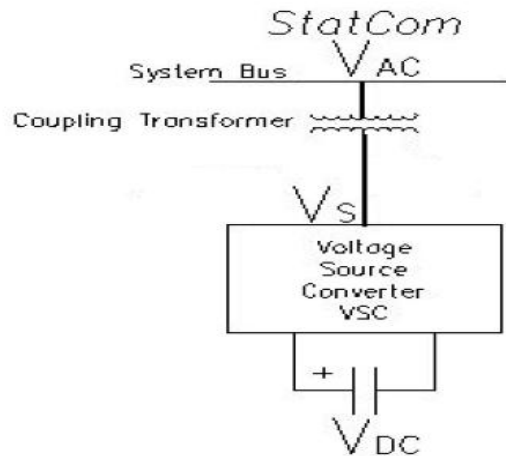 StatCom
VAC
System Bus
Coupling Transformer
VS
Voltage
Source
Converter
VSC
+
VDC